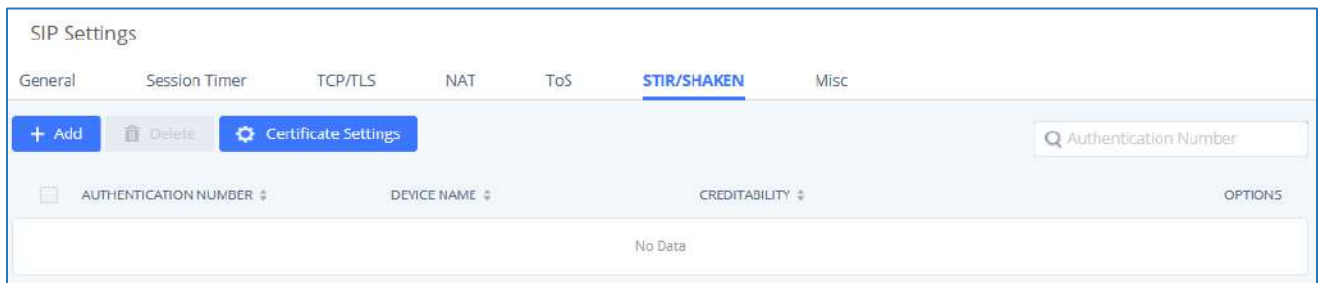 SIP Settings
General Session Timer TCP/TLS NAT ToS STIR/SHAKEN Misc
+ Add Delete Certificate Settings Authentication Number
AUTHENTICATION NUMBER DEVICE NAME CREDITABILITY OPTIONS
No Data